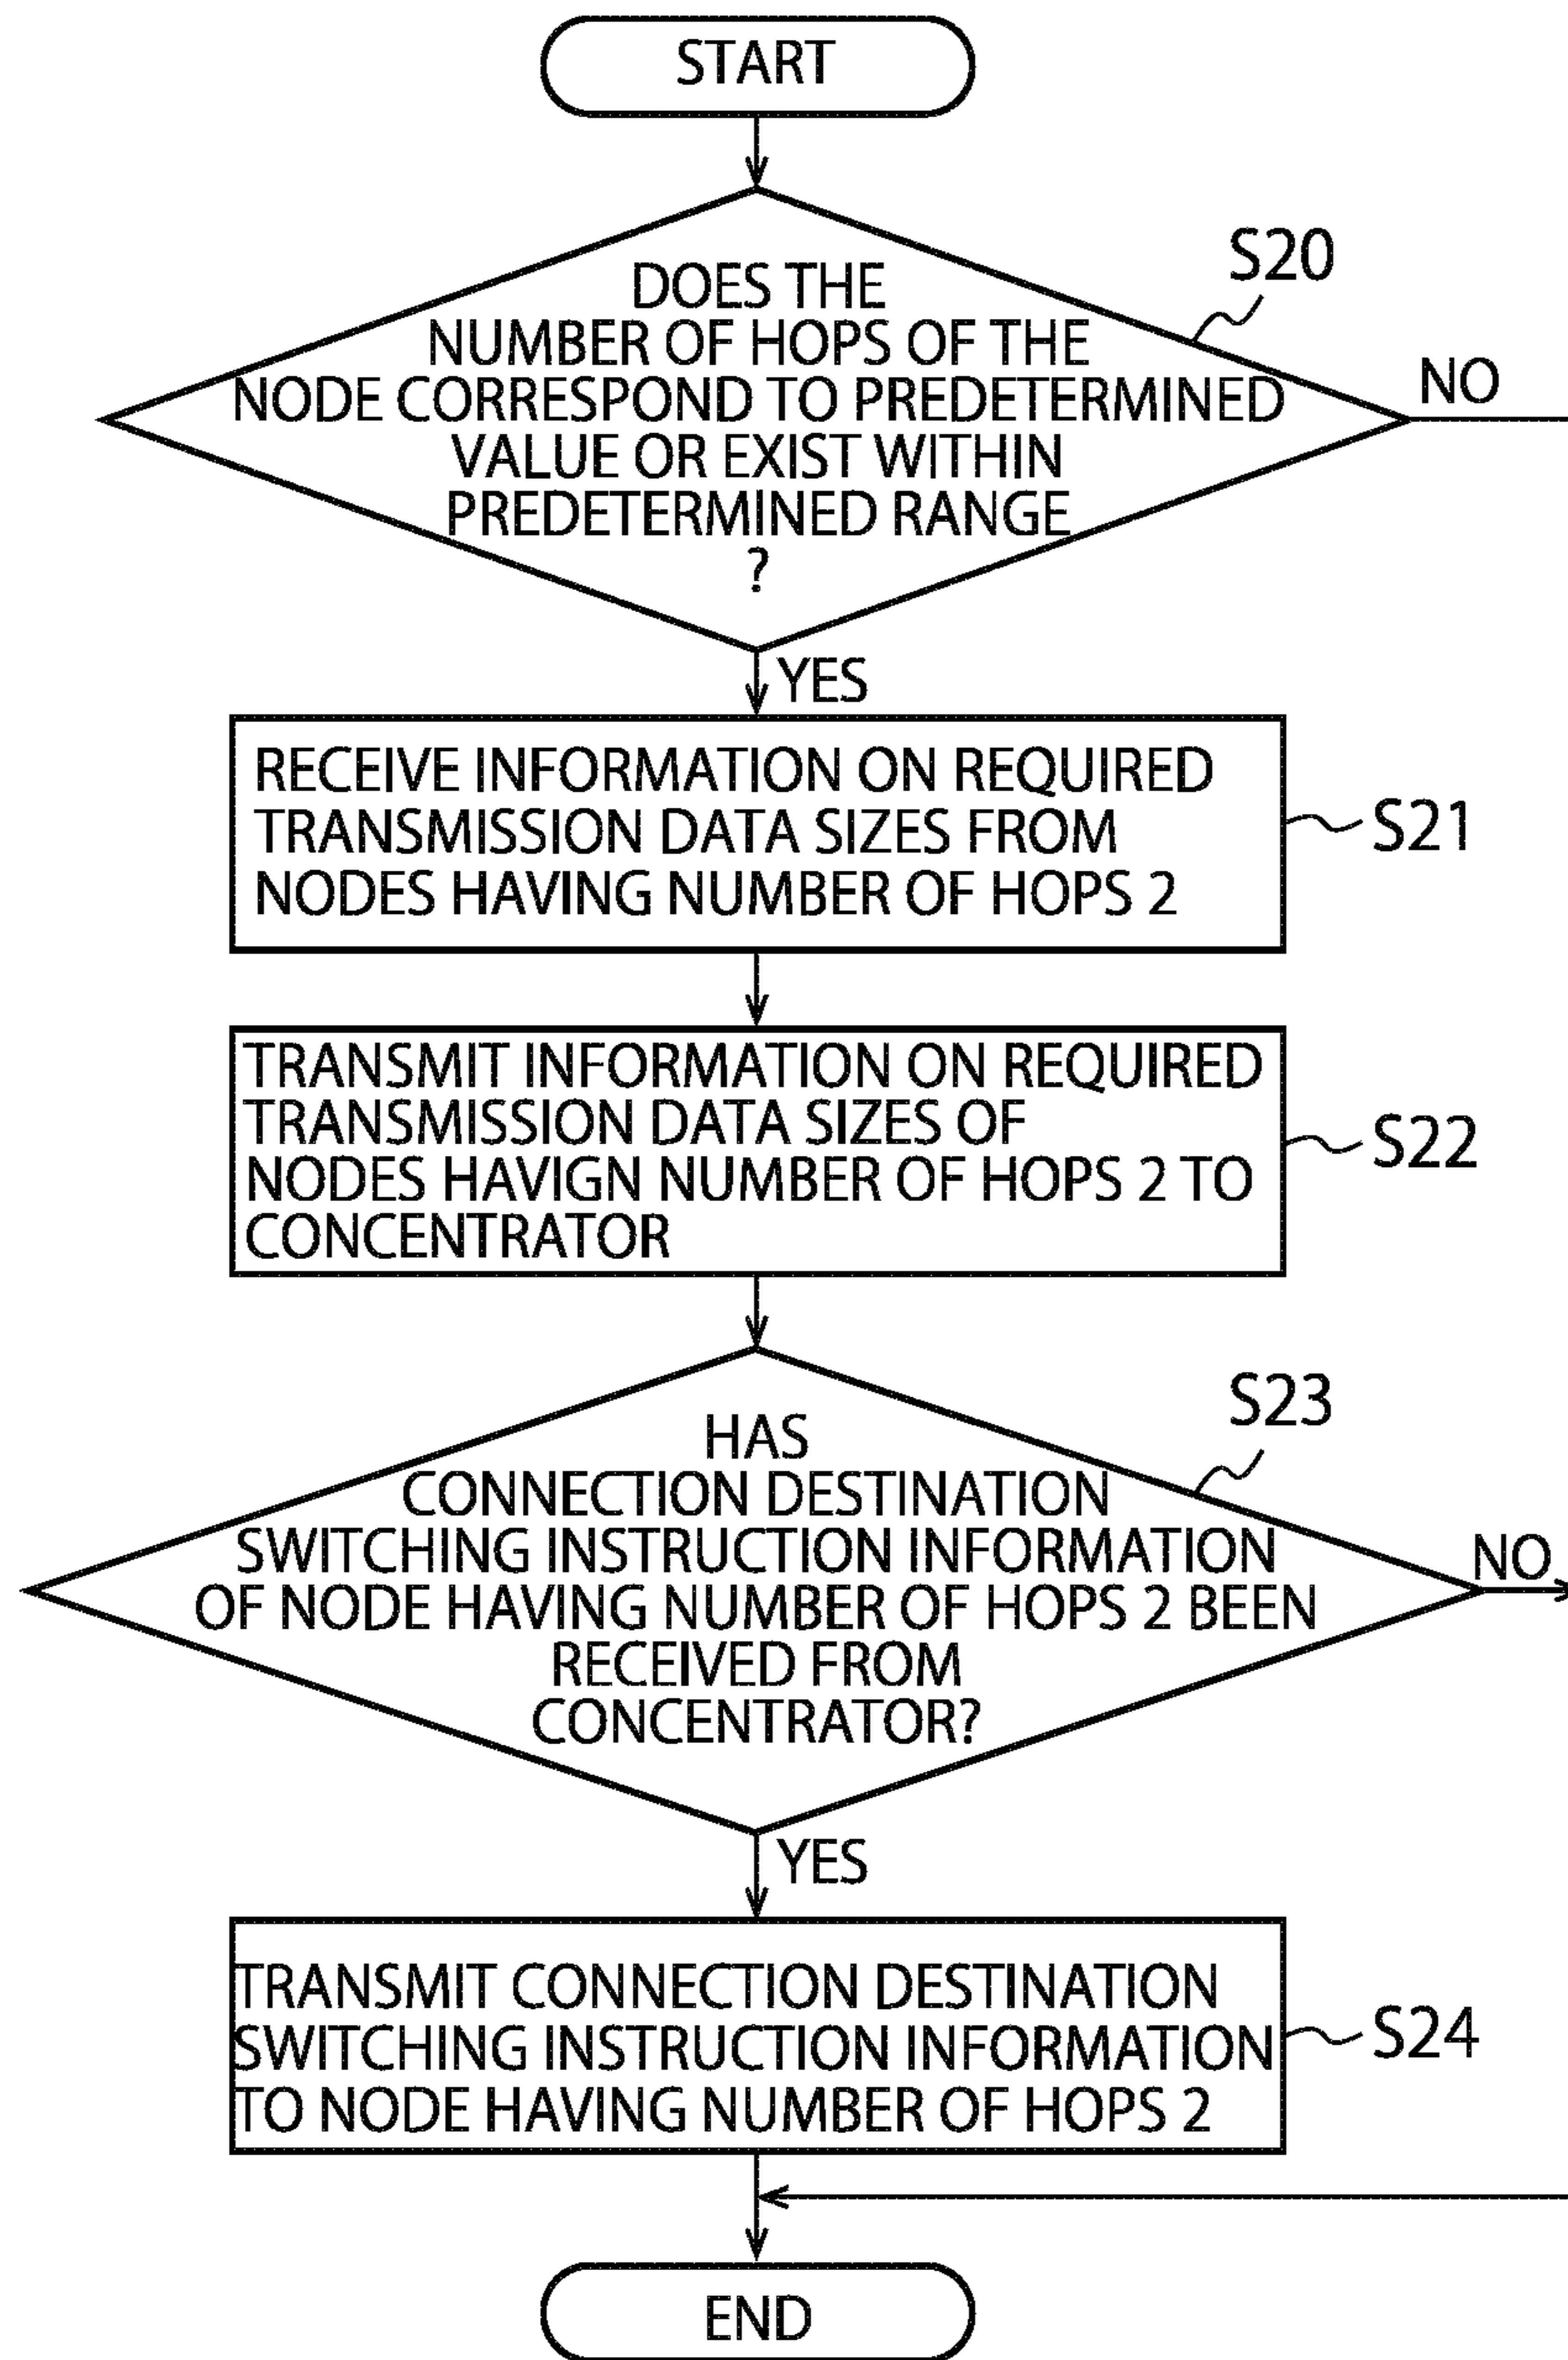 START
S20
DOES THE
NUMBER OF HOPS OF THE
NODE CORRESPOND TO PREDETERMINED
VALUE OR EXIST WITHIN
PREDETERMINED RANGE
?
NO
YES
RECEIVE INFORMATION ON REQUIRED
TRANSMISSION DATA SIZES FROM
NODES HAVING NUMBER OF HOPS 2
S21
TRANSMIT INFORMATION ON REQUIRED
TRANSMISSION DATA SIZES OF
NODES HAVIGN NUMBER OF HOPS 2 TO
CONCENTRATOR
S22
S23
HAS
CONNECTION DESTINATION
SWITCHING INSTRUCTION INFORMATION
OF NODE HAVING NUMBER OF HOPS 2 BEEN
RECEIVED FROM
CONCENTRATOR?
NO
YES
TRANSMIT CONNECTION DESTINATION
SWITCHING INSTRUCTION INFORMATION
TO NODE HAVING NUMBER OF HOPS 2
S24
END